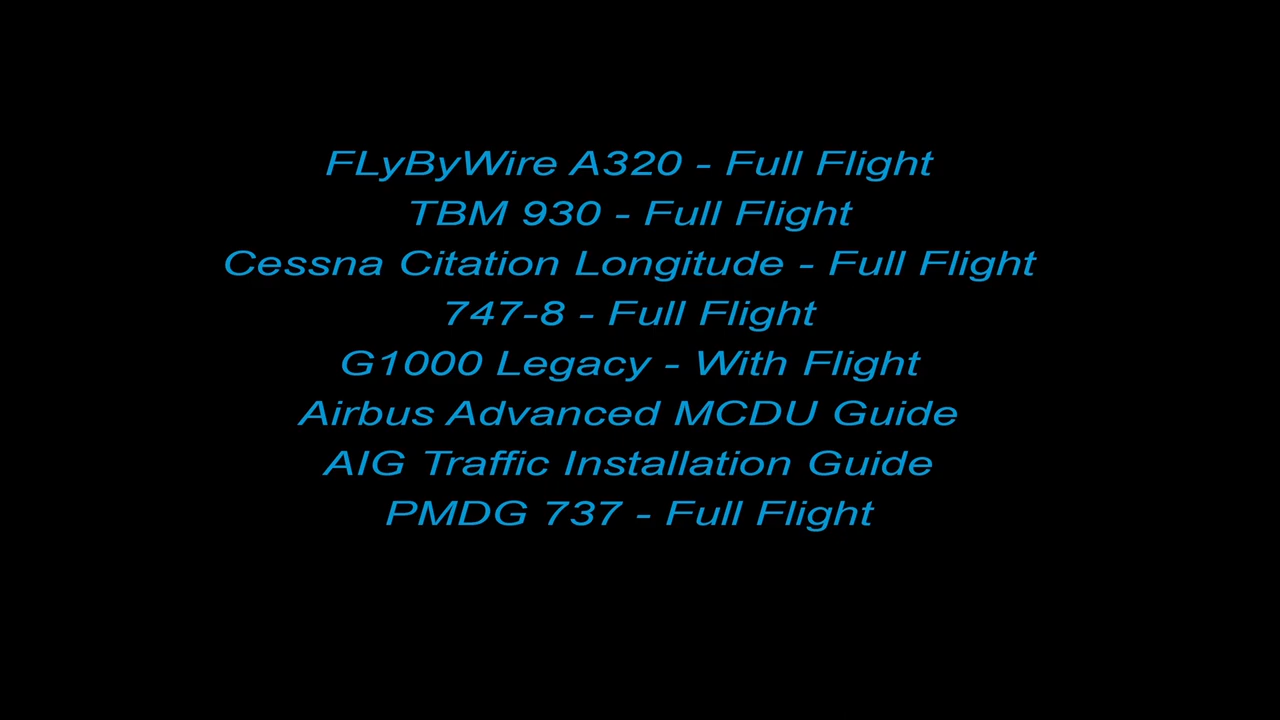 FLyByWire A320 - Full Flight
TBM 930 - Full Flight
Cessna Citation Longitude - Full Flight
747-8 - Full Flight
G1000 Legacy - With Flight
Airbus Advanced MCDU Guide
AIG Traffic Installation Guide
PMDG 737 - Full Flight